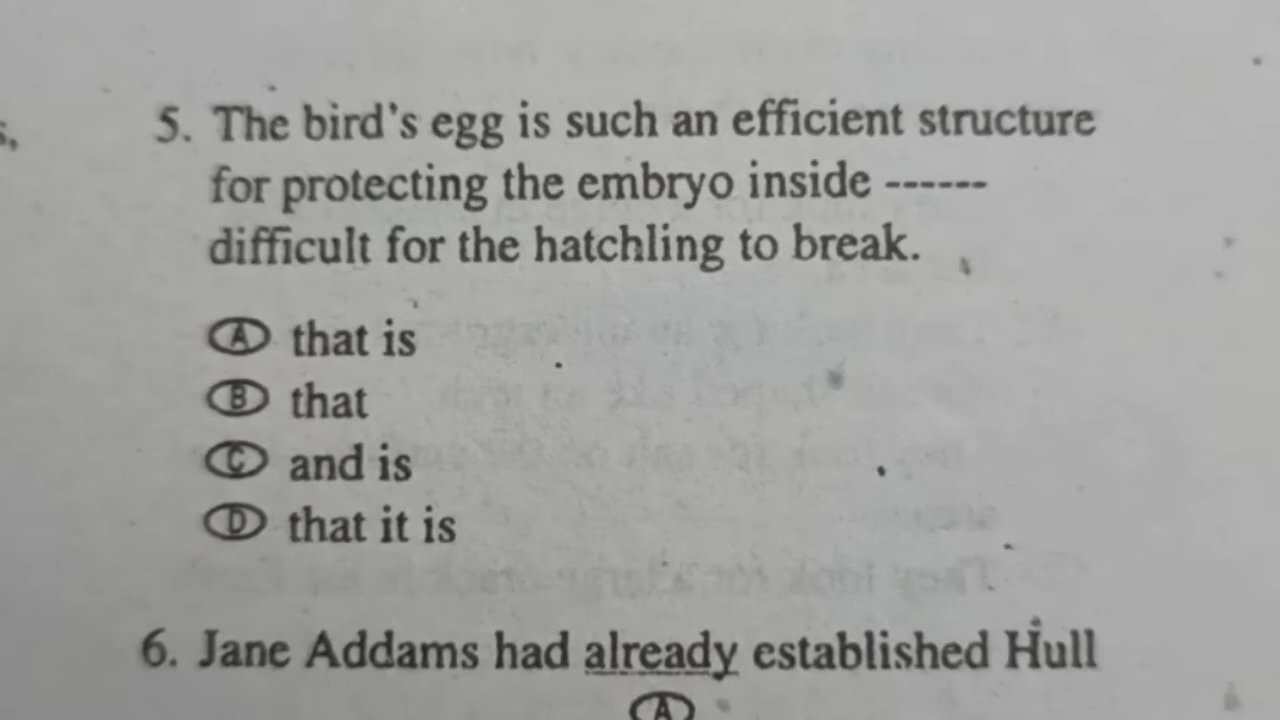 5. The bird's egg is such an efficient structure
for protecting the embryo inside ------
difficult for the hatchling to break.
A that is
B that
C and is
D that it is
6. Jane Addams had already established Hull
A